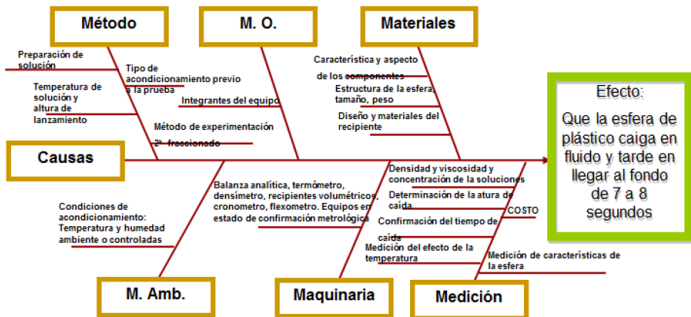 Método
M. O.
Materiales
Preparación de
solución
Temperatura de
solución y
altura de
lanzamiento
Tipo de
acondicionamiento previo
a la prueba
Método de experimentación
2ᵏ fraccionado
Integrantes del equipo
Característica y aspecto
de los componentes
Estructura de la esfera,
tamaño, peso
Diseño y materiales del
recipiente
Causas
Efecto:
Que la esfera de
plástico caiga en
fluido y tarde en
llegar al fondo
de 7 a 8
segundos
Condiciones de
acondicionamiento:
Temperatura y humedad
ambiente o controladas
Balanza analítica, termómetro,
densímetro, recipientes volumétricos,
cronometro, flexometro. Equipos en
estado de confirmación metrológica
Densidad y viscosidad y
concentración de la soluciones
Determinación de la atura de
caída
COSTO
Confirmación del tiempo de
caída
Medición del efecto de la
temperatura
Medición de características de
la esfera
M. Amb.
Maquinaria
Medición